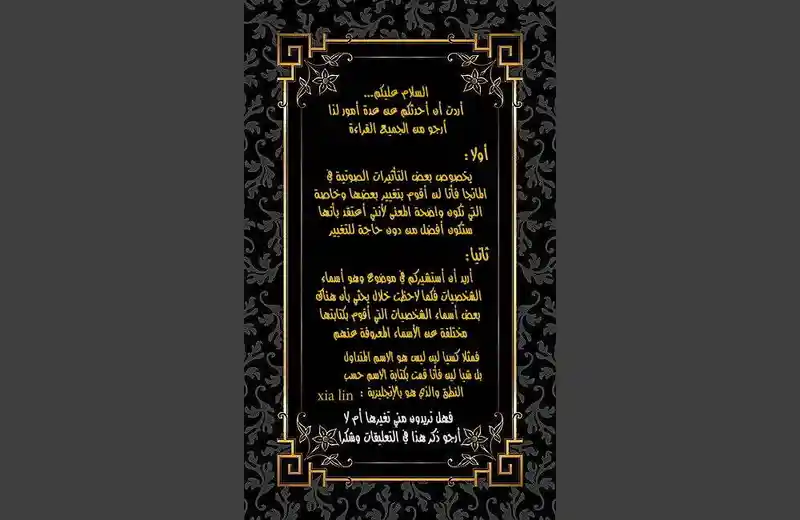 السلام عليكم...
أردت أن أحدثكم عن عدة أمور لذا
أرجو من الجميع القراءة
أولا :
بخصوص بعض التأثيرات الصوتية في
المانجا فأنا لن أقوم بتغيير بعضها وخاصة
التي تكون واضحة المعنى لأنني أعتقد بأنها
ستكون أفضل من دون حاجة للتغيير
ثانيا :
أريد أن أستشيركم في موضوع وهو أسماء
الشخصيات فكما لاحظت خلال بحثي بأن هناك
بعض أسماء الشخصيات التي أقوم بكتابتها
مختلفة عن الأسماء المعروفة عنهم
فمثلا كسيا لين ليس هو الاسم المتداول
بل شيا لين فأنا قمت بكتابة الاسم حسب
النطق والذي هو بالإنجليزية : xia lin
فهل تريدون مني تغيرها أم لا
أرجو ذكر هذا في التعليقات وشكرا